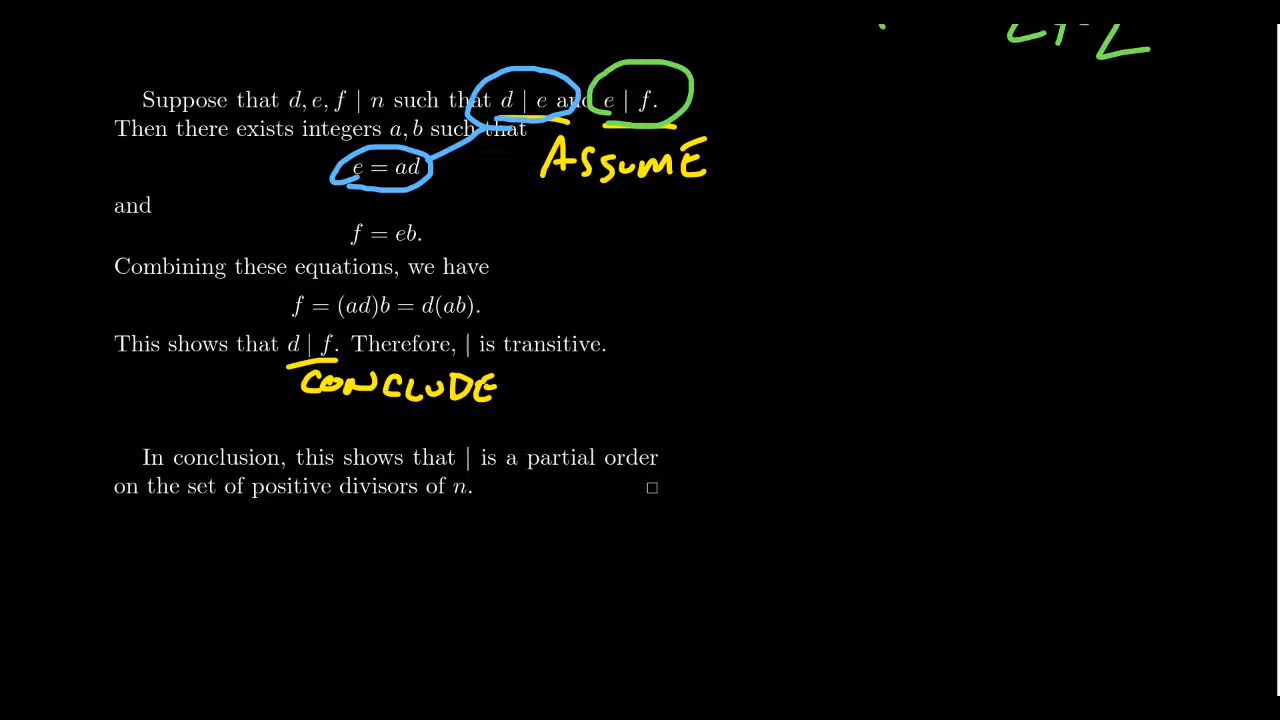 Suppose that d, e, f | n such that d | e and e | f.
Then there exists integers a, b such that
ASSUME
e = ad
and
f = eb.
Combining these equations, we have
f = (ad)b = d(ab).
This shows that d | f. Therefore, | is transitive.
CONCLUDE
In conclusion, this shows that | is a partial order
on the set of positive divisors of n. □